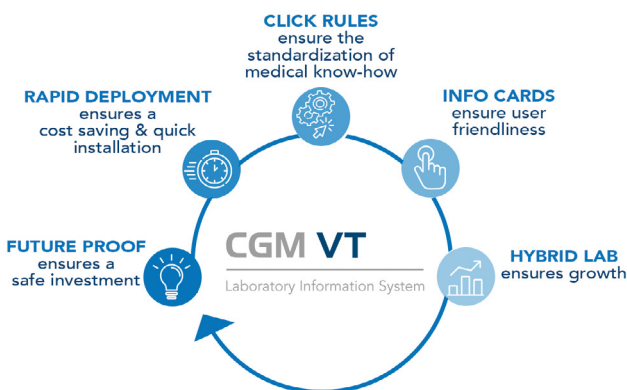 CLICK RULES
ensure the
standardization of
medical know-how
RAPID DEPLOYMENT
ensures a
cost saving & quick
installation
INFO CARDS
ensure user
friendliness
FUTURE PROOF
ensures a
safe investment
CGM VT
Laboratory Information System
HYBRID LAB
ensures growth